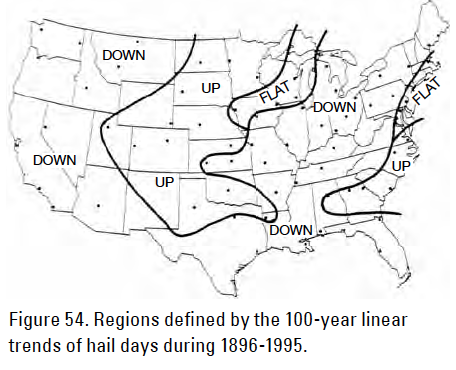 DOWN
UP
FLAT
DOWN
FLAT
DOWN
UP
UP
DOWN
Figure 54. Regions defined by the 100-year linear
trends of hail days during 1896-1995.